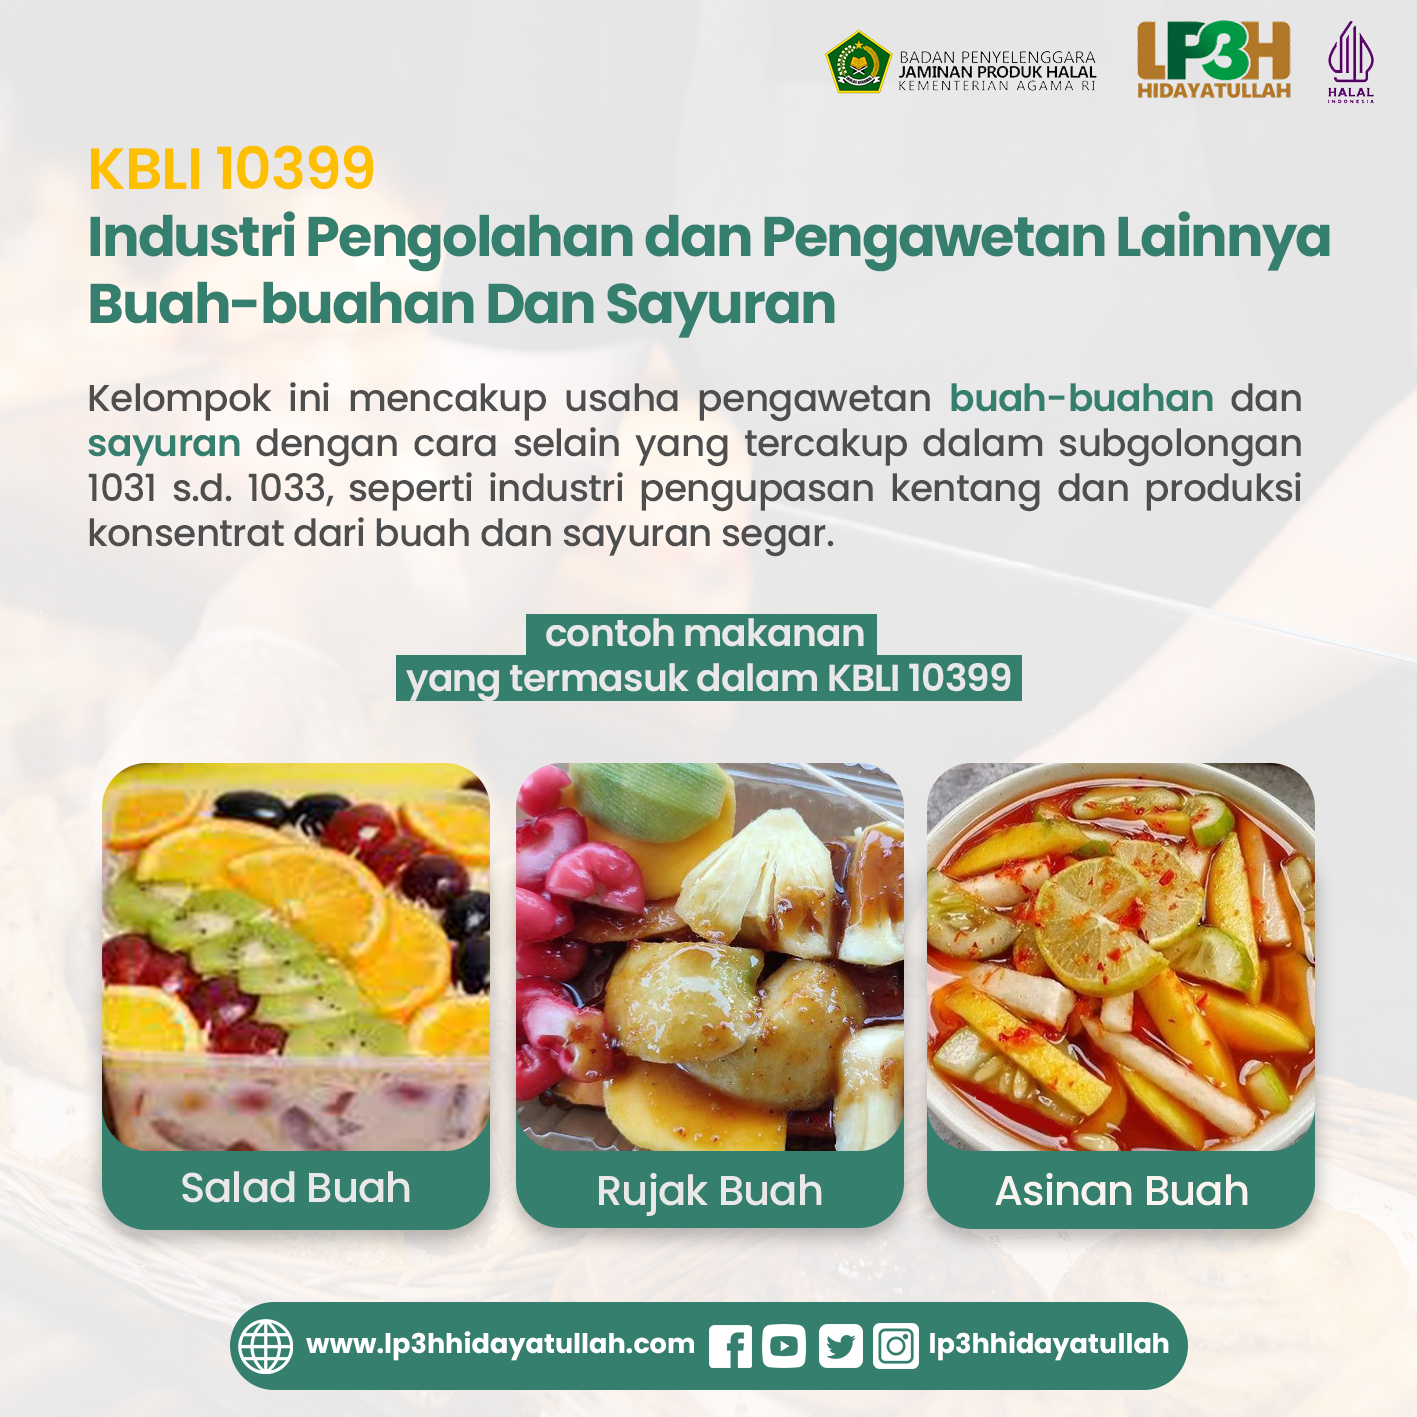 BADAN PENYELENGGARA
JAMINAN PRODUK HALAL
KEMENTERIAN AGAMA RI
LP3H
HIDAYATULLAH
HALAL
INDONESIA
KBLI 10399
Industri Pengolahan dan Pengawetan Lainnya
Buah-buahan Dan Sayuran
Kelompok ini mencakup usaha pengawetan buah-buahan dan
sayuran dengan cara selain yang tercakup dalam subgolongan
1031 s.d. 1033, seperti industri pengupasan kentang dan produksi
konsentrat dari buah dan sayuran segar.
contoh makanan
yang termasuk dalam KBLI 10399
Salad Buah
Rujak Buah
Asinan Buah
www.lp3hhidayatullah.com
lp3hhidayatullah